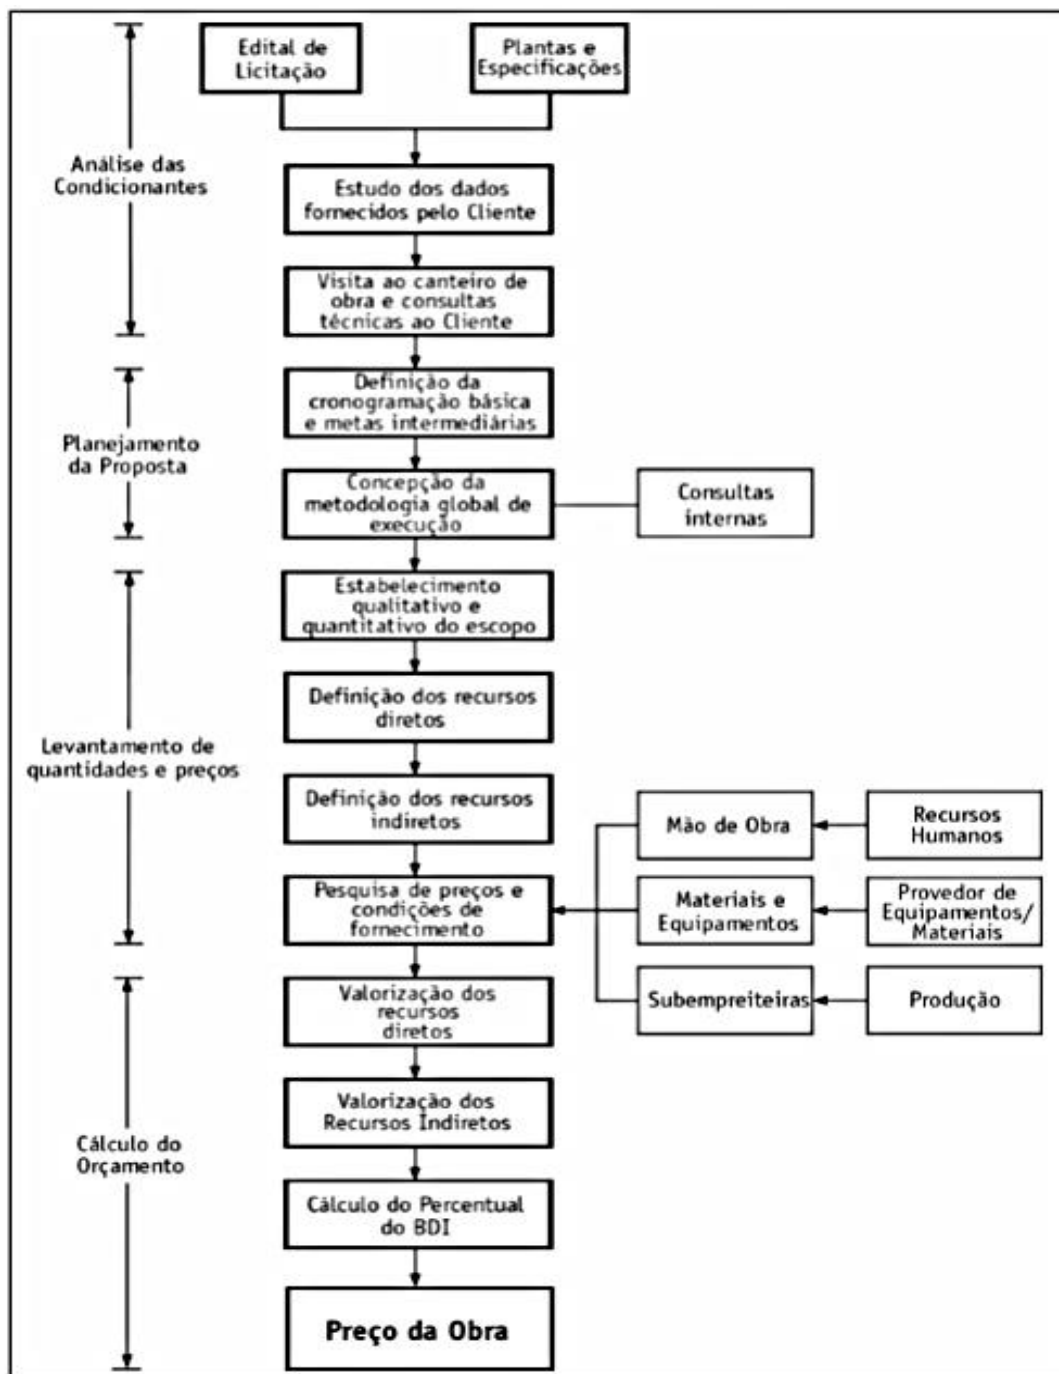 Edital de
Licitação
Plantas e
Especificações
Análise das
Condicionantes
Estudo dos dados
fornecidos pelo Cliente
Visita ao canteiro de
obra e consultas
técnicas ao Cliente
Planejamento
da Proposta
Definição da
cronogramação básica
e metas intermediárias
Concepção da
metodologia global de
execução
Consultas
internas
Levantamento de
quantidades e preços
Estabelecimento
qualitativo e
quantitativo do escopo
Definição dos recursos
diretos
Definição dos recursos
indiretos
Pesquisa de preços e
condições de
fornecimento
Mão de Obra
Recursos
Humanos
Materiais e
Equipamentos
Provedor de
Equipamentos/
Materiais
Subempreiteiras
Produção
Cálculo do
Orçamento
Valorização dos
recursos
diretos
Valorização dos
Recursos Indiretos
Cálculo do Percentual
do BDI
Preço da Obra